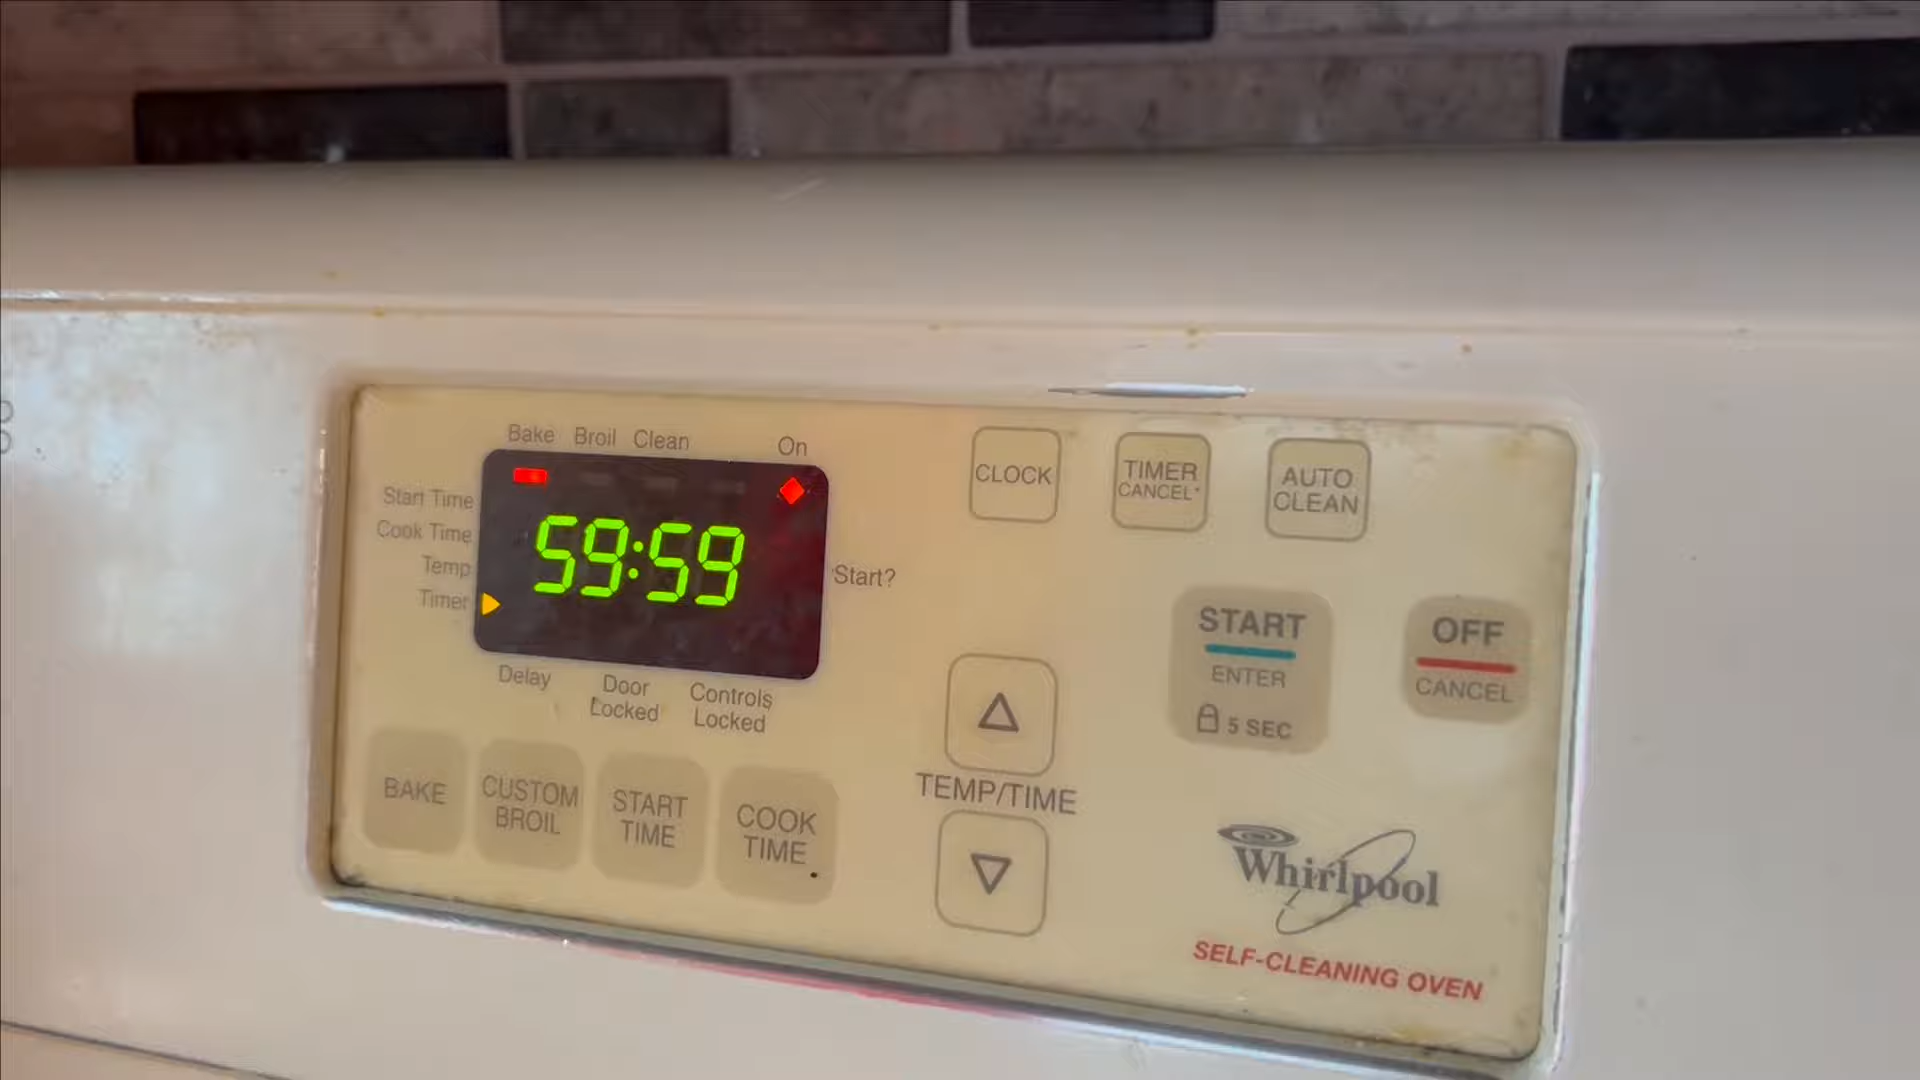 Bake Broil Clean On
Start Time
Cook Time
Temp
Timer
59:59
Start?
Delay
Door
Locked
Controls
Locked
CLOCK
TIMER
CANCEL*
AUTO
CLEAN
START
ENTER
5 SEC
OFF
CANCEL
BAKE
CUSTOM
BROIL
START
TIME
COOK
TIME
TEMP/TIME
Whirlpool
SELF-CLEANING OVEN